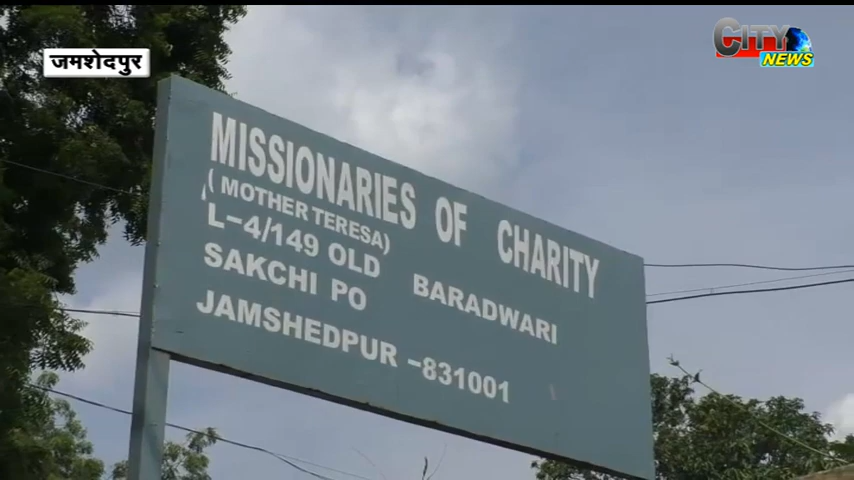 जमशेदपुर
CITY
NEWS
MISSIONARIES OF CHARITY
(MOTHER TERESA)
L-4/149 OLD BARADWARI
SAKCHI PO
JAMSHEDPUR -831001